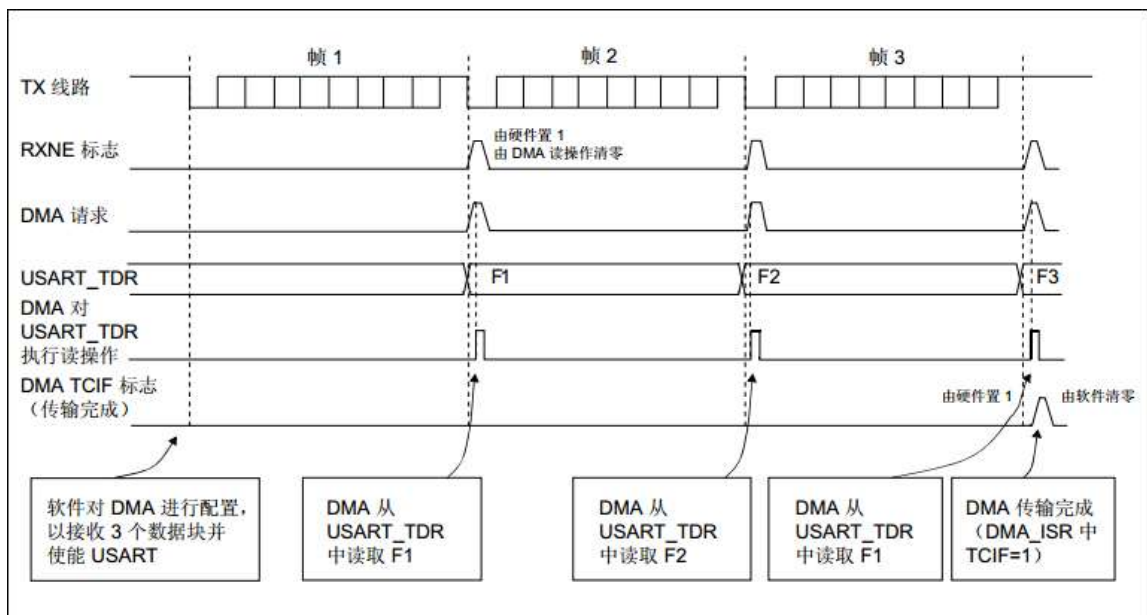 帧 1
帧 2
帧 3
TX 线路
由硬件置 1
由 DMA 读操作清零
RXNE 标志
DMA 请求
USART_TDR
F1
F2
F3
DMA 对
USART_TDR
执行读操作
DMA TCIF 标志
(传输完成)
由硬件置 1
由软件清零
软件对 DMA 进行配置,
以接收 3 个数据块并
使能 USART
DMA 从
USART_TDR
中读取 F1
DMA 从
USART_TDR
中读取 F2
DMA 从
USART_TDR
中读取 F1
DMA 传输完成
(DMA_ISR 中
TCIF=1)